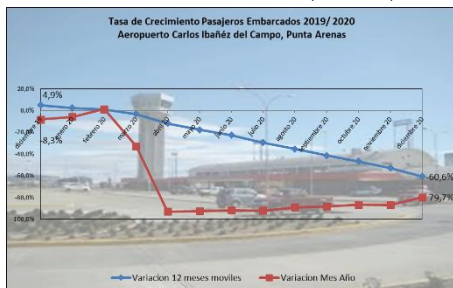 Tasa de Crecimiento Pasajeros Embarcados 2019/ 2020
Aeropuerto Carlos Ibañéz del Campo, Punta Arenas
20,0%
0,0%
-20,0%
-40,0%
-60,0%
-80,0%
-100,0%
4,9%
-8,3%
-60,6%
-79,7%
diciembre 19
enero 20
febrero 20
marzo 20
abril 20
mayo 20
junio 20
julio 20
agosto 20
septiembre 20
octubre 20
noviembre 20
diciembre 20
Variacion 12 meses moviles
Variacion Mes Año